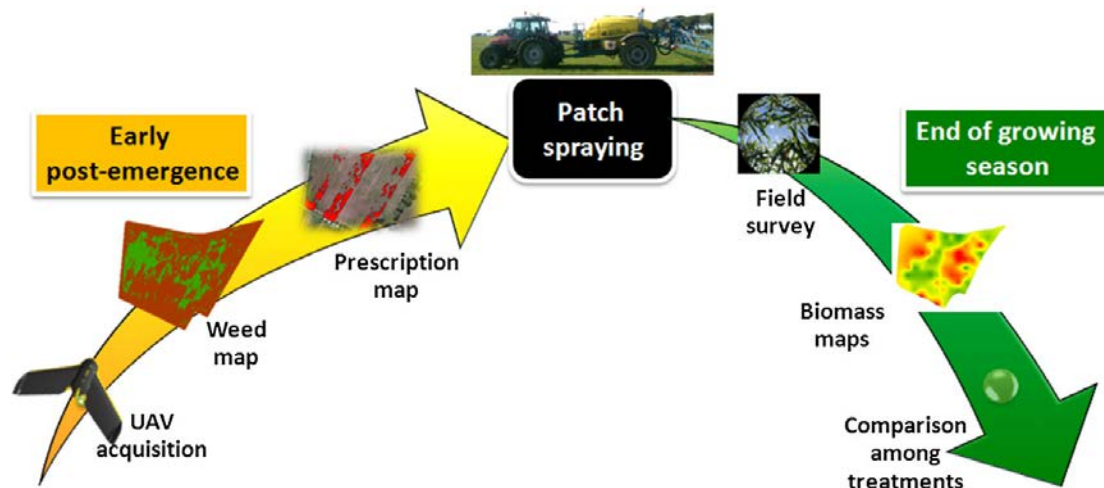 Early
post-emergence
Patch
spraying
End of growing
season
UAV
acquisition
Weed
map
Prescription
map
Field
survey
Biomass
maps
Comparison
among
treatments